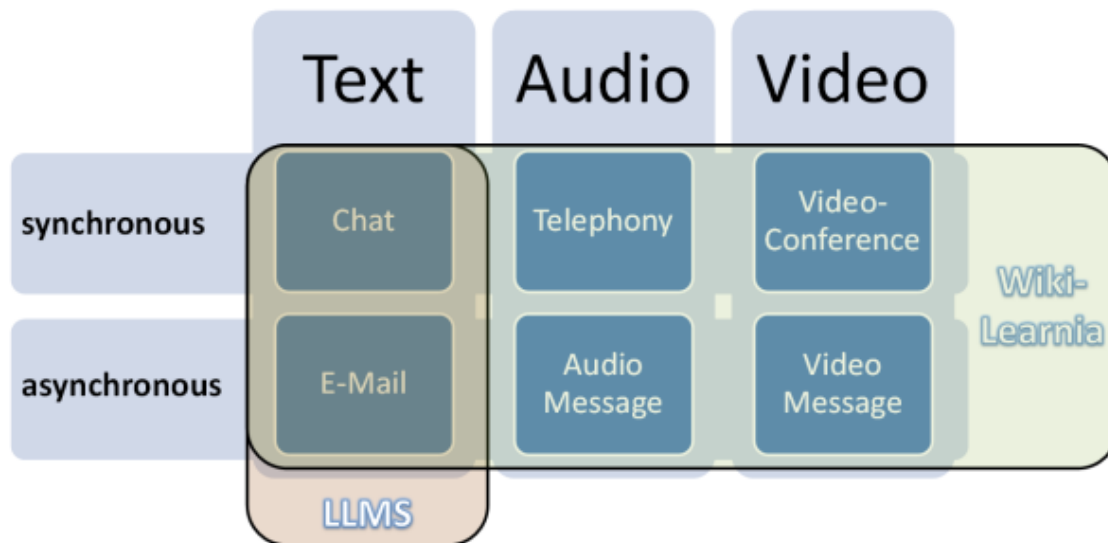 Text Audio Video
synchronous Chat Telephony Video-
Conference
Wiki-
Learnia
asynchronous E-Mail Audio
Message Video
Message
LLMS